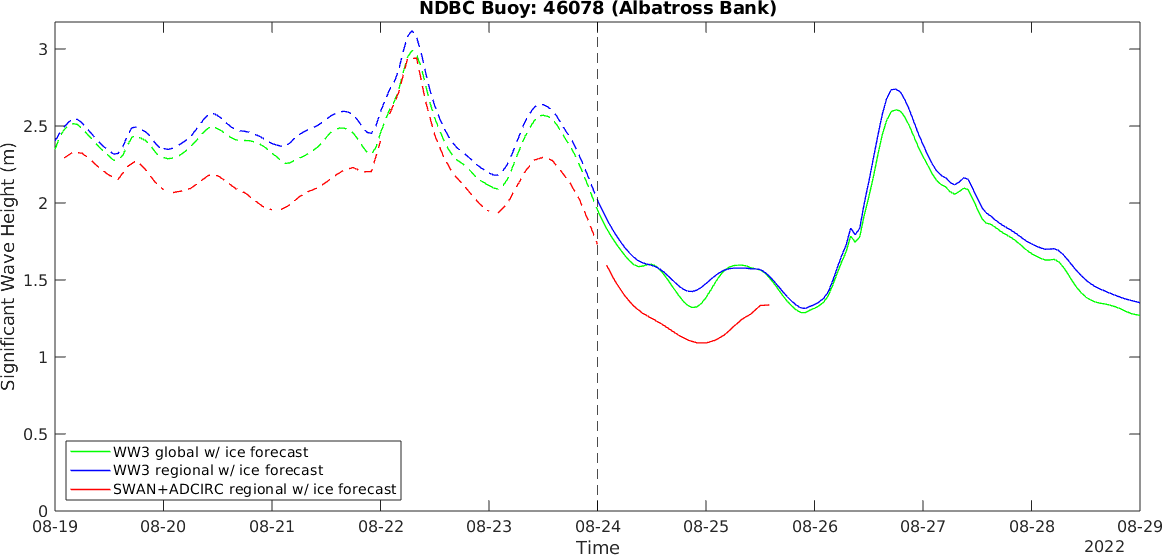 NDBC Buoy: 46078 (Albatross Bank)
Significant Wave Height (m)
3
2.5
2
1.5
1
0.5
0
WW3 global w/ ice forecast
WW3 regional w/ ice forecast
SWAN+ADCIRC regional w/ ice forecast
08-19 08-20 08-21 08-22 08-23 08-24 08-25 08-26 08-27 08-28 08-29
Time
2022